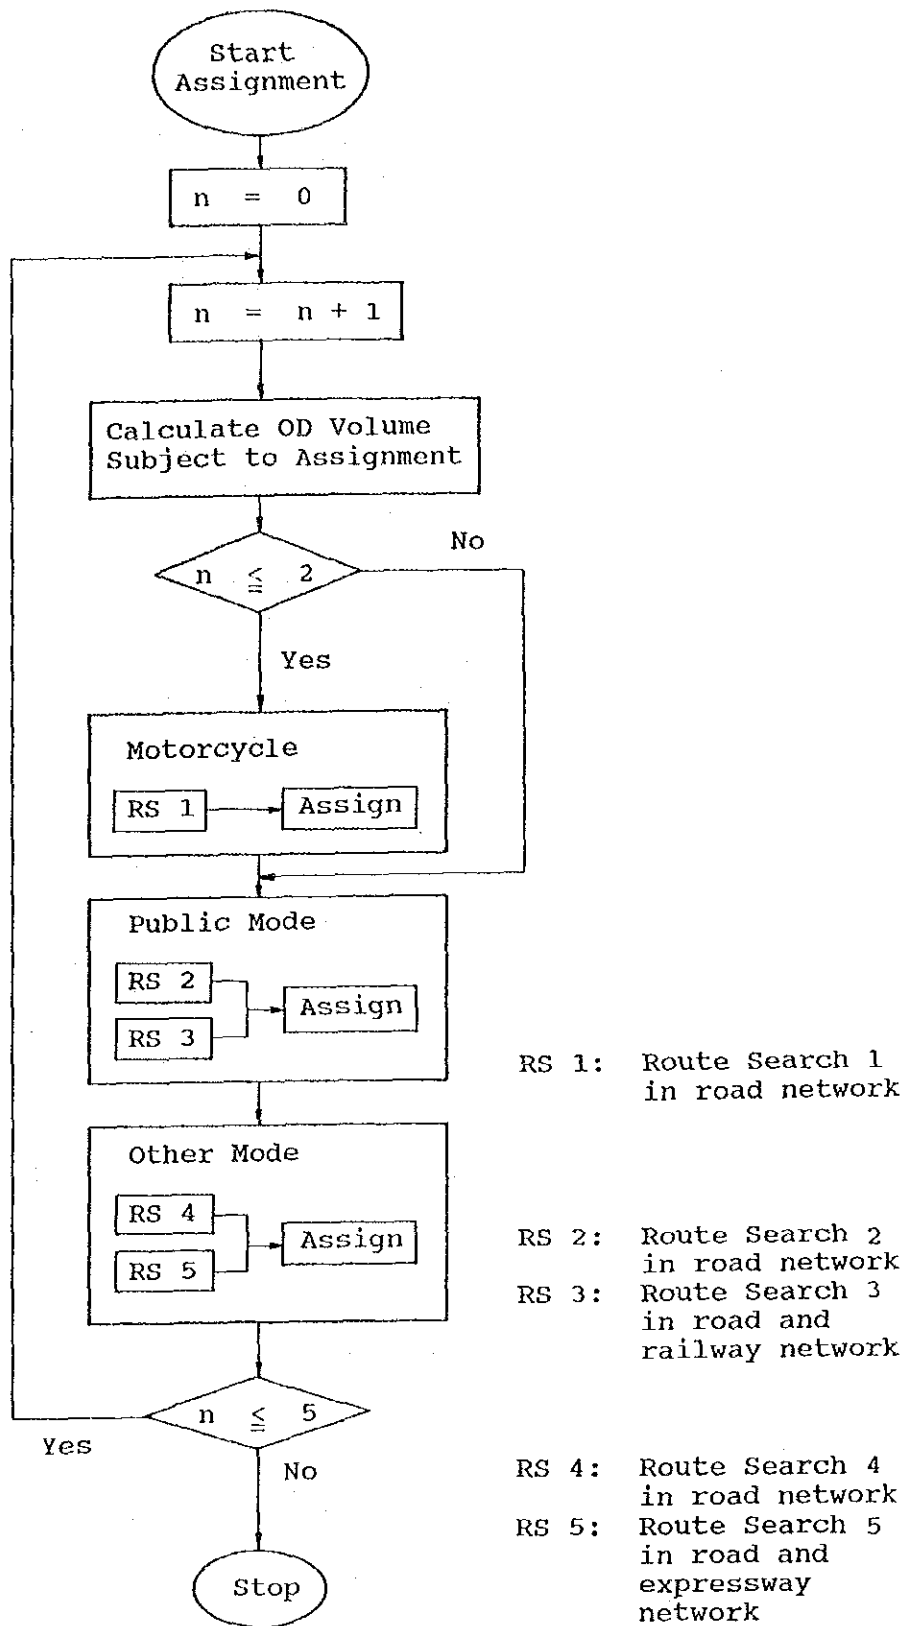 Start
Assignment
n = 0
n = n + 1
Calculate OD Volume
Subject to Assignment
n ≦ 2
No
Yes
Motorcycle
RS 1
Assign
Public Mode
RS 2
Assign
RS 3
Other Mode
RS 4
Assign
RS 5
n ≦ 5
Yes
No
Stop
RS 1: Route Search 1
in road network
RS 2: Route Search 2
in road network
RS 3: Route Search 3
in road and
railway network
RS 4: Route Search 4
in road network
RS 5: Route Search 5
in road and
expressway
network